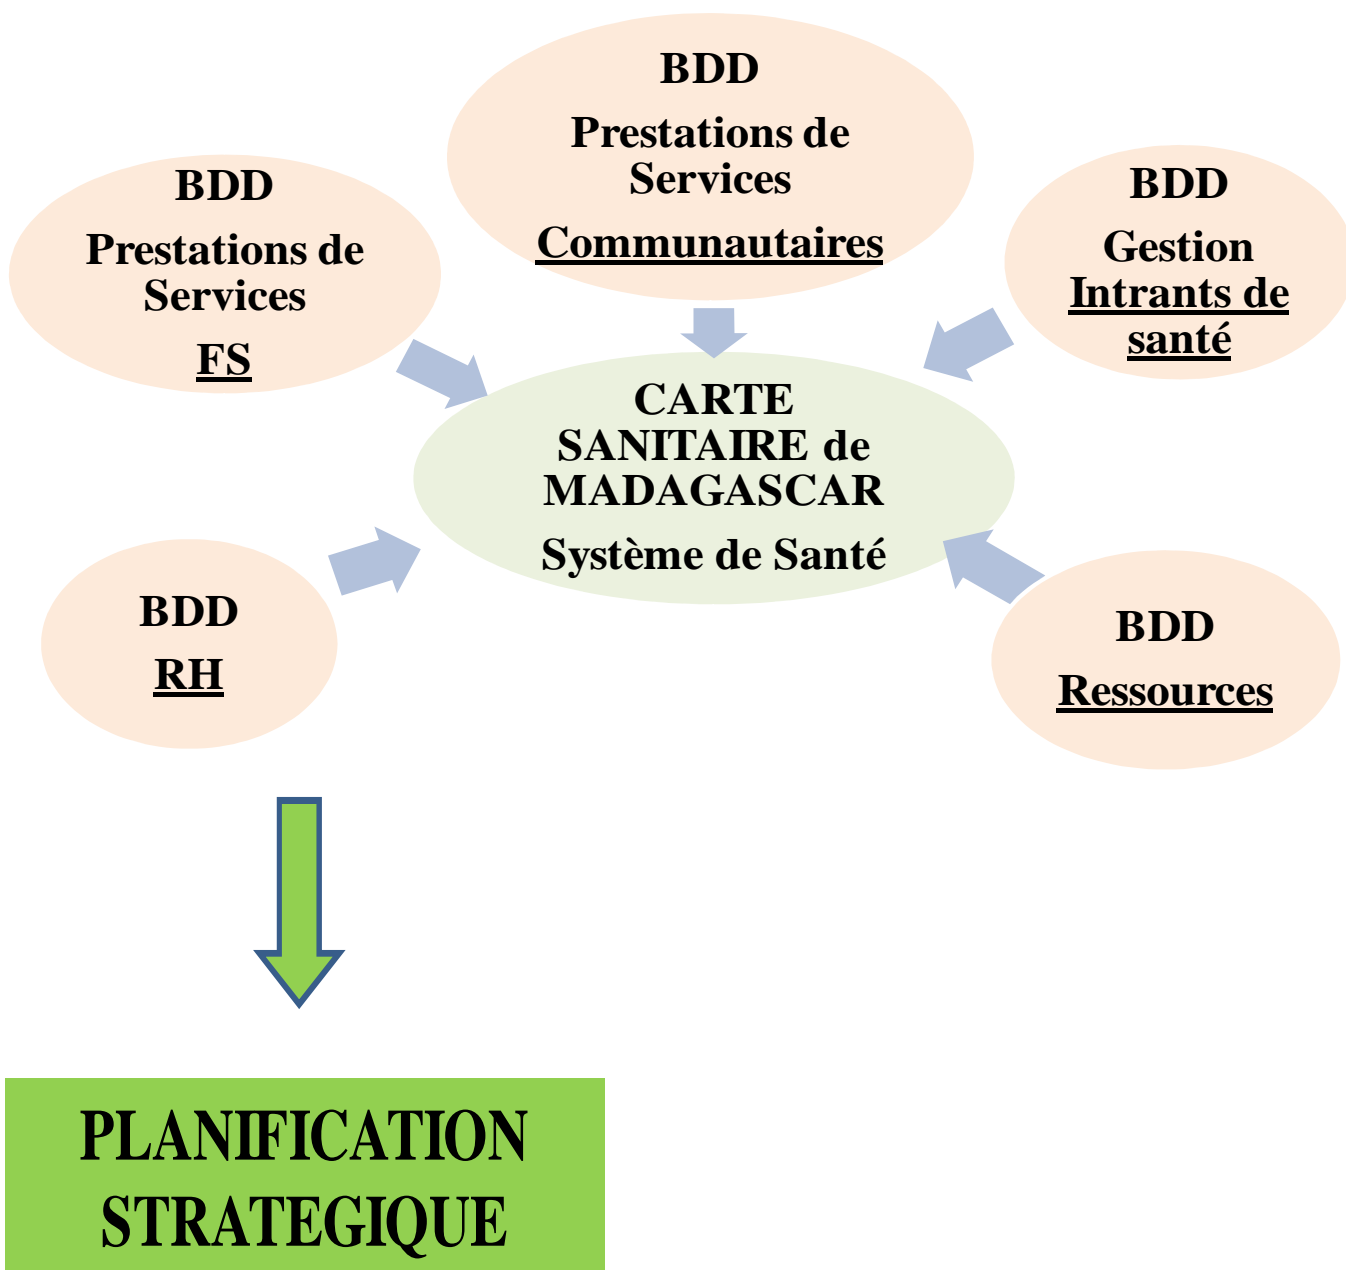 BDD
Prestations de
Services
Communautaires
BDD
Prestations de
Services
FS
BDD
Gestion
Intrants de
santé
CARTE
SANITAIRE de
MADAGASCAR
Système de Santé
BDD
RH
BDD
Ressources
PLANIFICATION
STRATEGIQUE